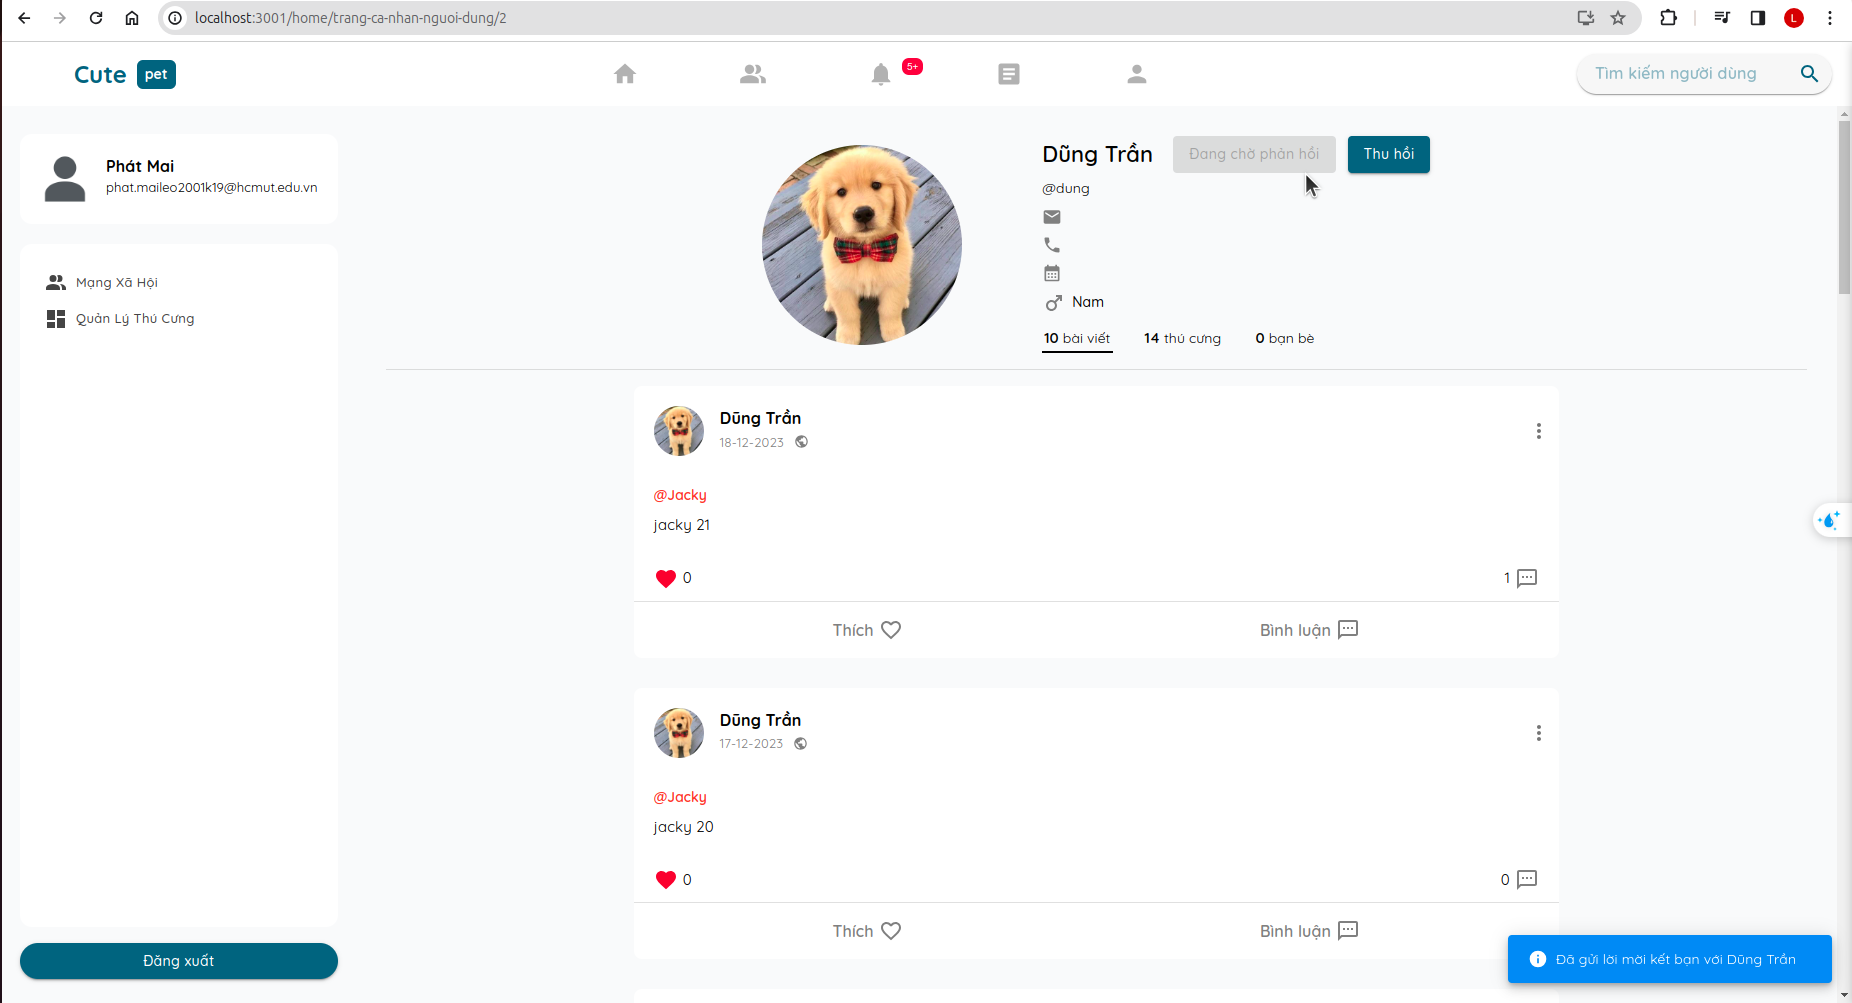 localhost:3001/home/trang-ca-nhan-nguoi-dung/2
L
Cute pet
5+
Tìm kiếm người dùng
Phát Mai
phat.maileo2001k19@hcmut.edu.vn
Mạng Xã Hội
Quản Lý Thú Cưng
Đăng xuất
Dũng Trần
Đang chờ phản hồi
Thu hồi
@dung
Nam
10 bài viết
14 thú cưng
0 bạn bè
Dũng Trần
18-12-2023
@Jacky
jacky 21
0
1
Thích
Bình luận
Dũng Trần
17-12-2023
@Jacky
jacky 20
0
0
Thích
Bình luận
Đã gửi lời mời kết bạn với Dũng Trần